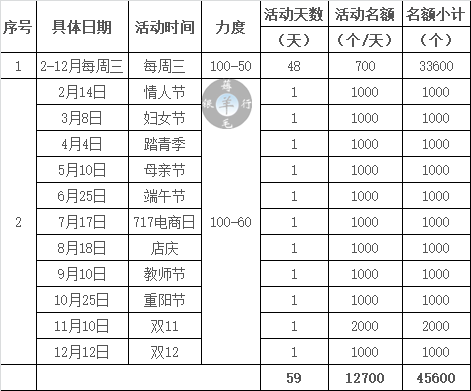 序号 具体日期 活动时间 力度 活动天数（天） 活动名额（个/天） 名额小计（个）
1 2-12月每周三 每周三 100-50 48 700 33600
2 2月14日 情人节 100-60 1 1000 1000
3月8日 妇女节 1 1000 1000
4月4日 踏青季 1 1000 1000
5月10日 母亲节 1 1000 1000
6月25日 端午节 1 1000 1000
7月17日 717电商日 1 1000 1000
8月18日 店庆 1 1000 1000
9月10日 教师节 1 1000 1000
10月25日 重阳节 1 1000 1000
11月10日 双11 1 2000 2000
12月12日 双12 1 1000 1000
59 12700 45600
羊毛
银行